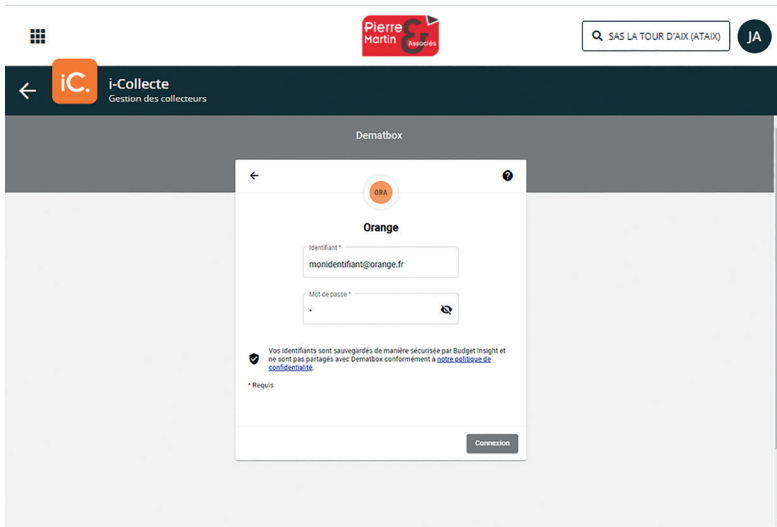 Pierre
Martin
&
Associés
SAS LA TOUR D'AIX (ATAIX)
JA
iC.
i-Collecte
Gestion des collecteurs
Dematbox
ORA
Orange
Identifiant *
monidentifiant@orange.fr
Mot de passe *
Vos identifiants sont sauvegardés de manière sécurisée par Budget Insight et
ne sont pas partagés avec Dematbox conformément à notre politique de
confidentialité.
* Requis
Connexion